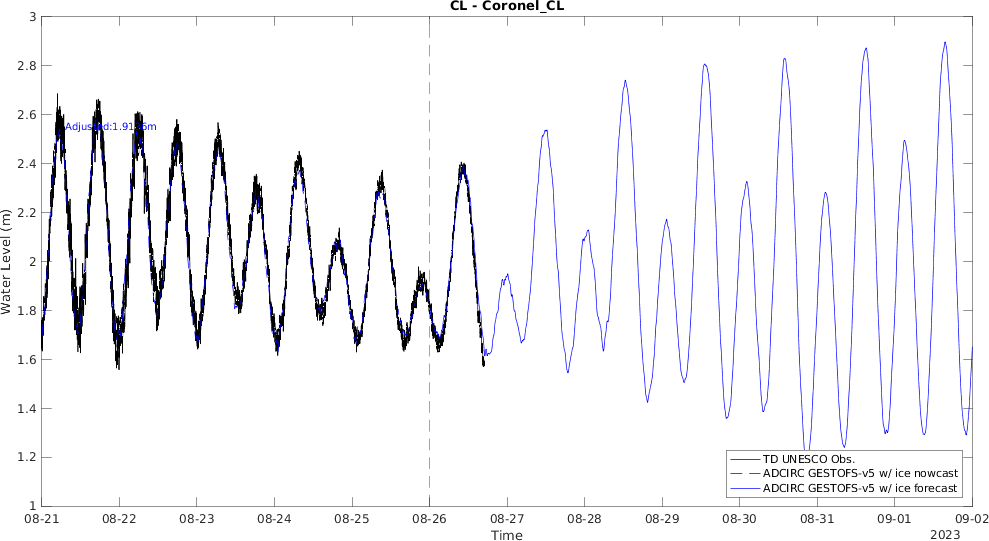 CL - Coronel_CL
3
2.8
2.6
2.4
2.2
2
1.8
1.6
1.4
1.2
1
Water Level (m)
TD UNESCO Obs.
ADCIRC GESTOFS-v5 w/ ice nowcast
ADCIRC GESTOFS-v5 w/ ice forecast
08-21 08-22 08-23 08-24 08-25 08-26 08-27 08-28 08-29 08-30 08-31 09-01 09-02
Time
2023